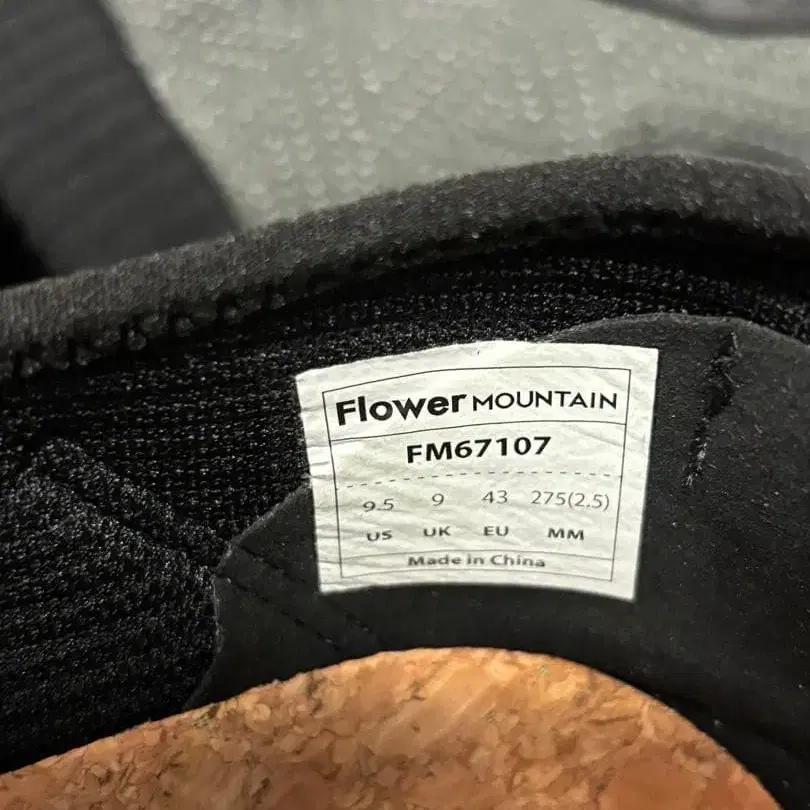 Flower MOUNTAIN
FM67107
9.5 9 43 275(2.5)
US UK EU MM
Made in China